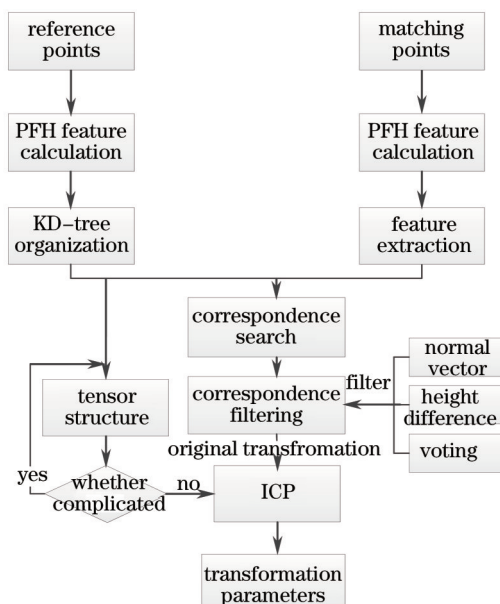 reference
points
matching
points
PFH feature
calculation
PFH feature
calculation
KD-tree
organization
feature
extraction
correspondence
search
normal
vector
filter
tensor
structure
correspondence
filtering
height
difference
original transfromation
voting
yes
whether
complicated
no
ICP
transformation
parameters